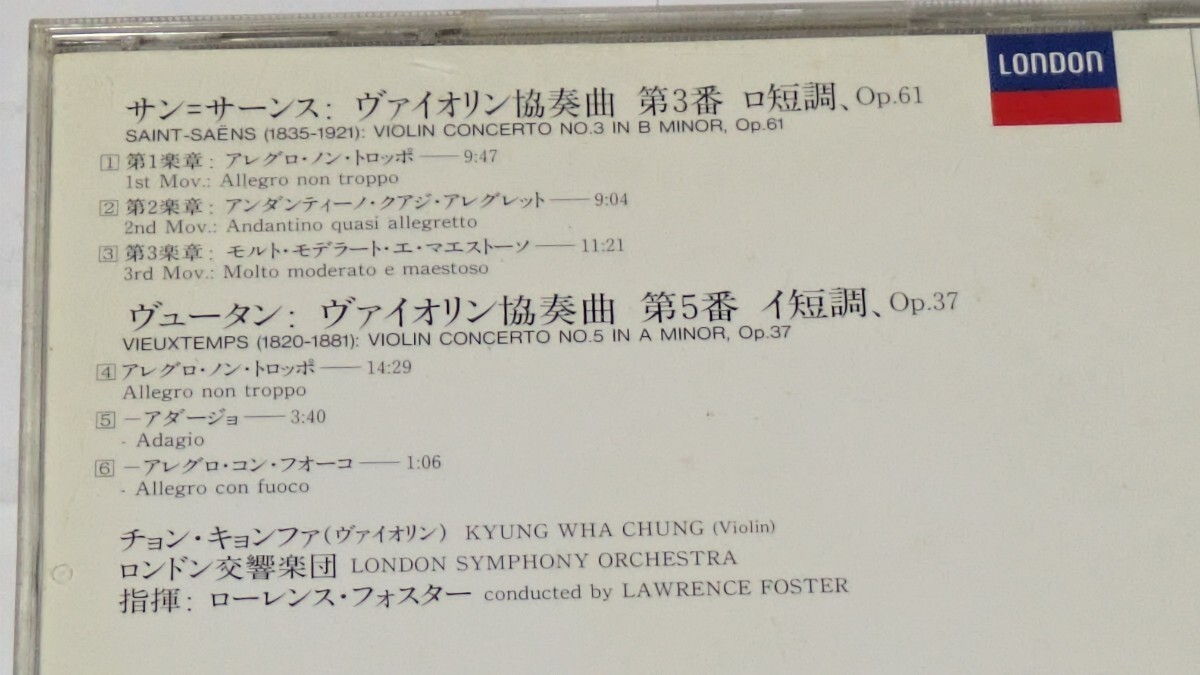 LONDON
サン=サーンス: ヴァイオリン協奏曲 第3番 ロ短調、Op.61
SAINT-SAËNS (1835-1921): VIOLIN CONCERTO NO.3 IN B MINOR, Op.61
1 第1楽章: アレグロ・ノン・トロッポ —— 9:47
1st Mov.: Allegro non troppo
2 第2楽章: アンダンティーノ・クアジ・アレグレット —— 9:04
2nd Mov.: Andantino quasi allegretto
3 第3楽章: モルト・モデラート・エ・マエストーソ —— 11:21
3rd Mov.: Molto moderato e maestoso
ヴュータン: ヴァイオリン協奏曲 第5番 イ短調、Op.37
VIEUXTEMPS (1820-1881): VIOLIN CONCERTO NO.5 IN A MINOR, Op.37
4 アレグロ・ノン・トロッポ —— 14:29
Allegro non troppo
5 —アダージョ —— 3:40
- Adagio
6 —アレグロ・コン・フオーコ —— 1:06
- Allegro con fuoco
チョン・キョンファ(ヴァイオリン) KYUNG WHA CHUNG (Violin)
ロンドン交響楽団 LONDON SYMPHONY ORCHESTRA
指揮: ローレンス・フォスター conducted by LAWRENCE FOSTER